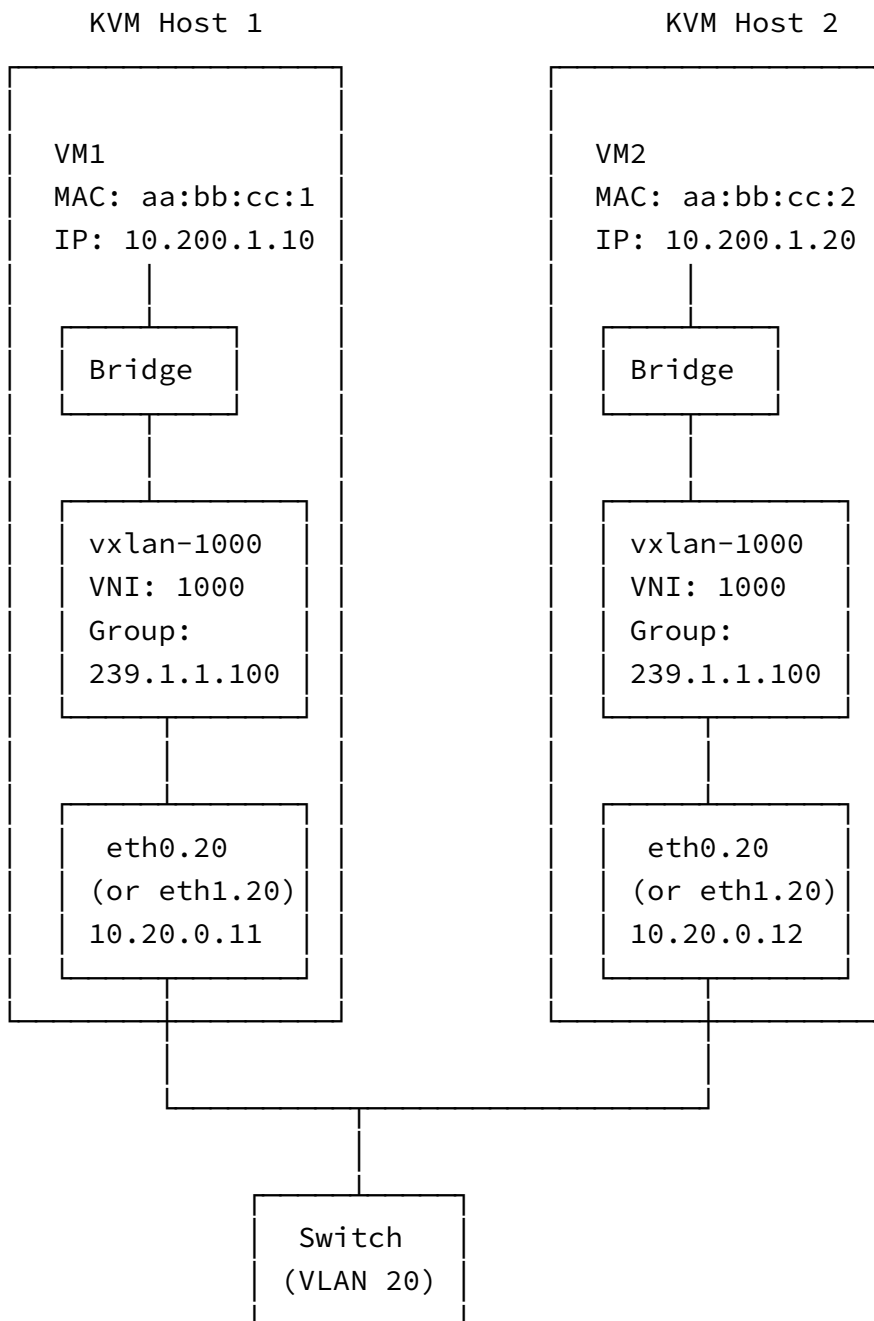 KVM Host 1
KVM Host 2
VM1
MAC: aa:bb:cc:1
IP: 10.200.1.10
Bridge
vxlan-1000
VNI: 1000
Group:
239.1.1.100
eth0.20
(or eth1.20)
10.20.0.11
VM2
MAC: aa:bb:cc:2
IP: 10.200.1.20
Bridge
vxlan-1000
VNI: 1000
Group:
239.1.1.100
eth0.20
(or eth1.20)
10.20.0.12
Switch
(VLAN 20)